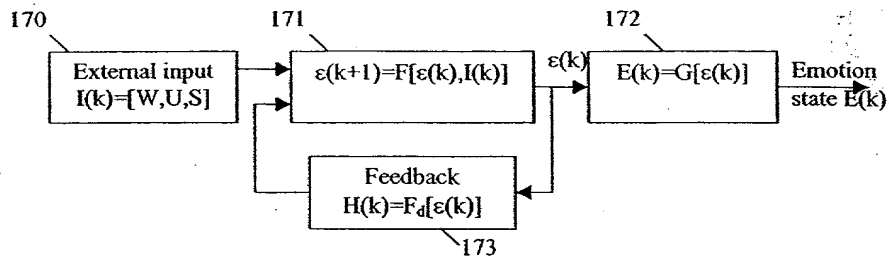 170
171
172
External input
I(k)=[W,U,S]
ε(k+1)=F[ε(k),I(k)]
ε(k)
E(k)=G[ε(k)]
Emotion
state E(k)
Feedback
H(k)=Fd[ε(k)]
173